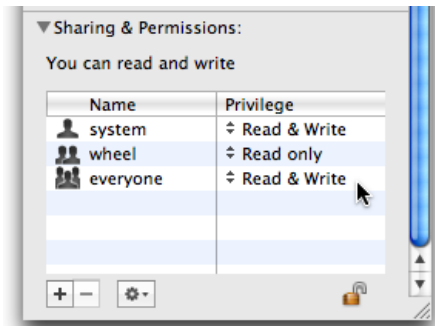 Sharing & Permissions:
You can read and write
Name Privilege
system Read & Write
wheel Read only
everyone Read & Write